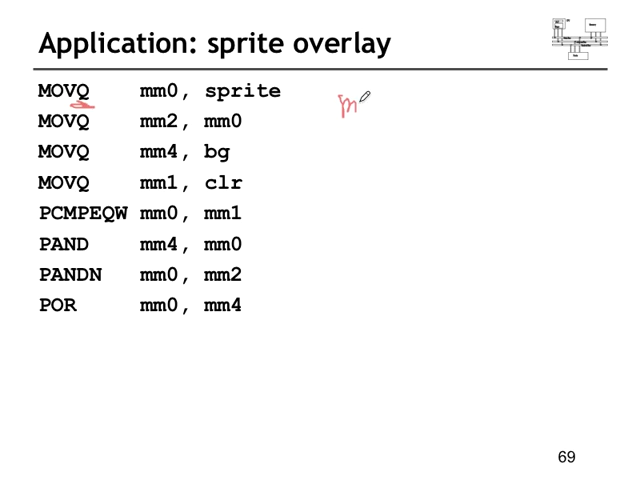 Application: sprite overlay
MOVQ mm0, sprite
MOVQ mm2, mm0
MOVQ mm4, bg
MOVQ mm1, clr
PCMPEQW mm0, mm1
PAND mm4, mm0
PANDN mm0, mm2
POR mm0, mm4
m
69